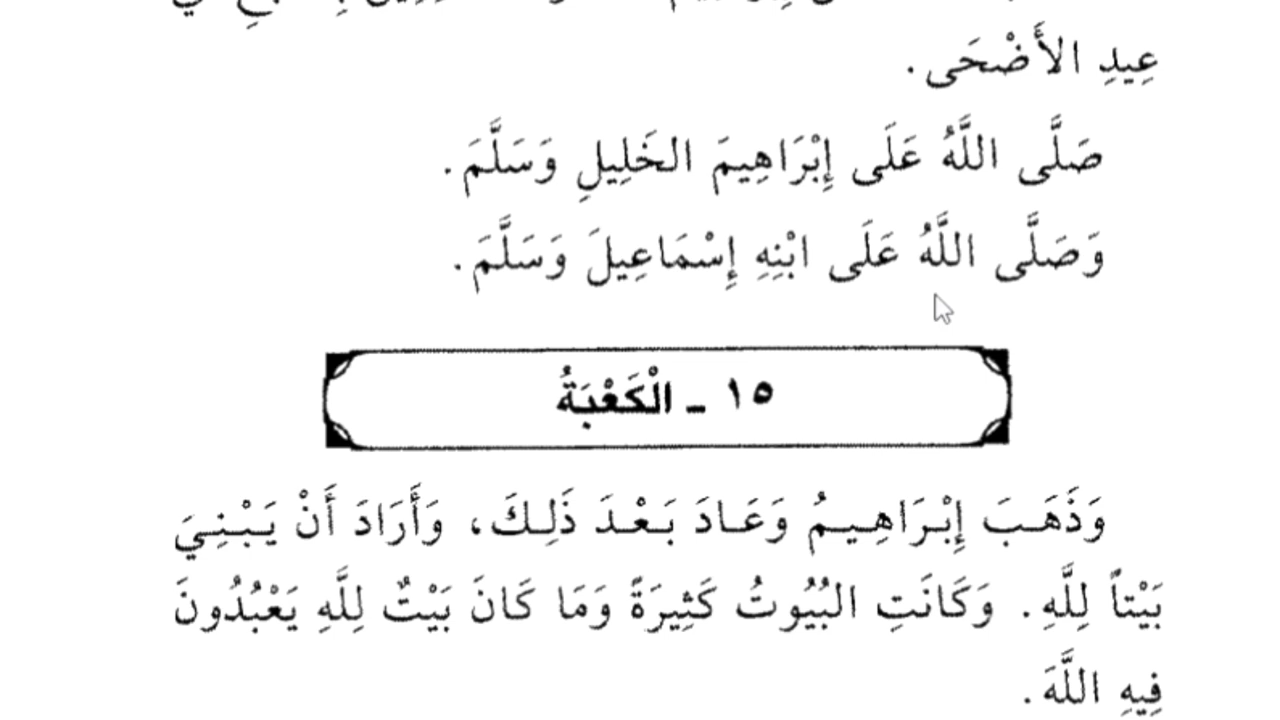 عِيدِ الأَضْحَى.
صَلَّى اللَّهُ عَلَى إِبْرَاهِيمَ الخَلِيلِ وَسَلَّمَ.
وَصَلَّى اللَّهُ عَلَى ابْنِهِ إِسْمَاعِيلَ وَسَلَّمَ.
١٥ ـ الْكَعْبَةُ
وَذَهَبَ إِبْرَاهِيمُ وَعَادَ بَعْدَ ذَلِكَ، وَأَرَادَ أَنْ يَبْنِيَ
بَيْتاً لِلَّهِ. وَكَانَتِ البُيُوتُ كَثِيرَةً وَمَا كَانَ بَيْتٌ لِلَّهِ يَعْبُدُونَ
فِيهِ اللَّهَ.